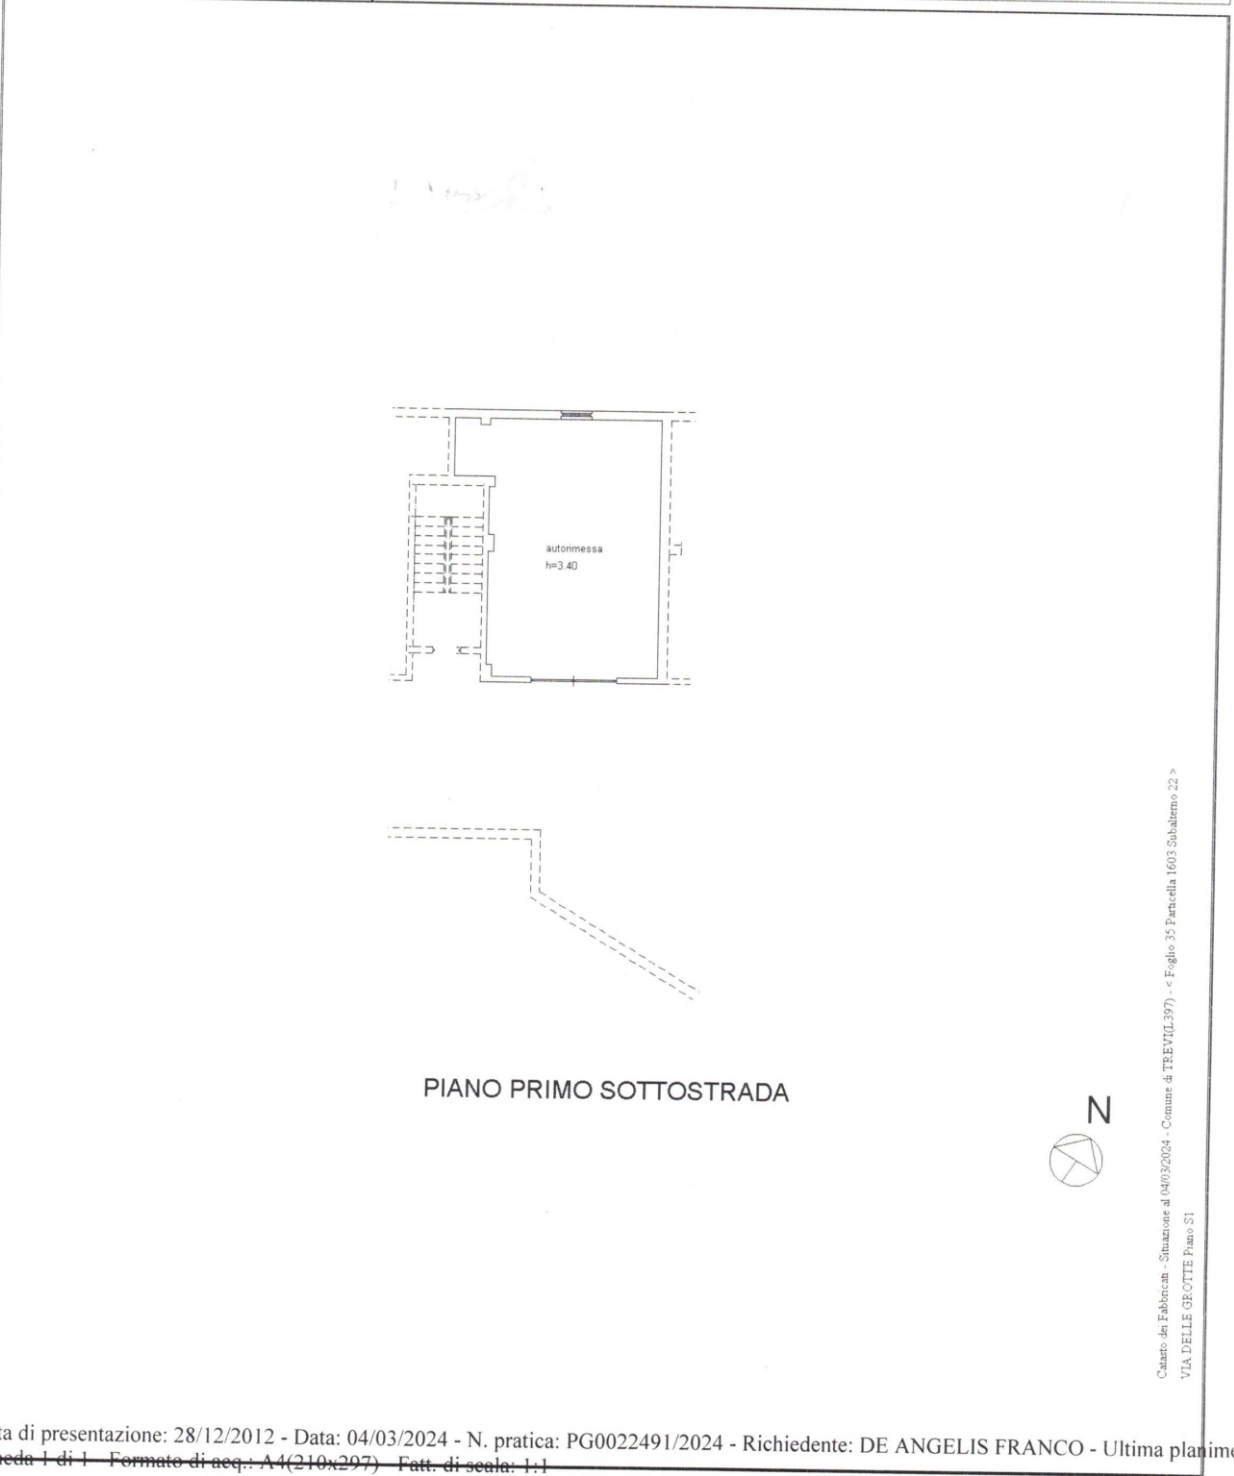 autorimessa
h=3.40
PIANO PRIMO SOTTOSTRADA
N
Catasto dei Fabbricati - Situazione al 04/03/2024 - Comune di TREVI(L397) - < Foglio 35 Particella 1603 Subalterno 22 >
VIA DELLE GROTTE Piano S1
ta di presentazione: 28/12/2012 - Data: 04/03/2024 - N. pratica: PG0022491/2024 - Richiedente: DE ANGELIS FRANCO - Ultima planime
heda 1 di 1 - Formato di acq.: A4(210x297) - Fatt. di scala: 1:1